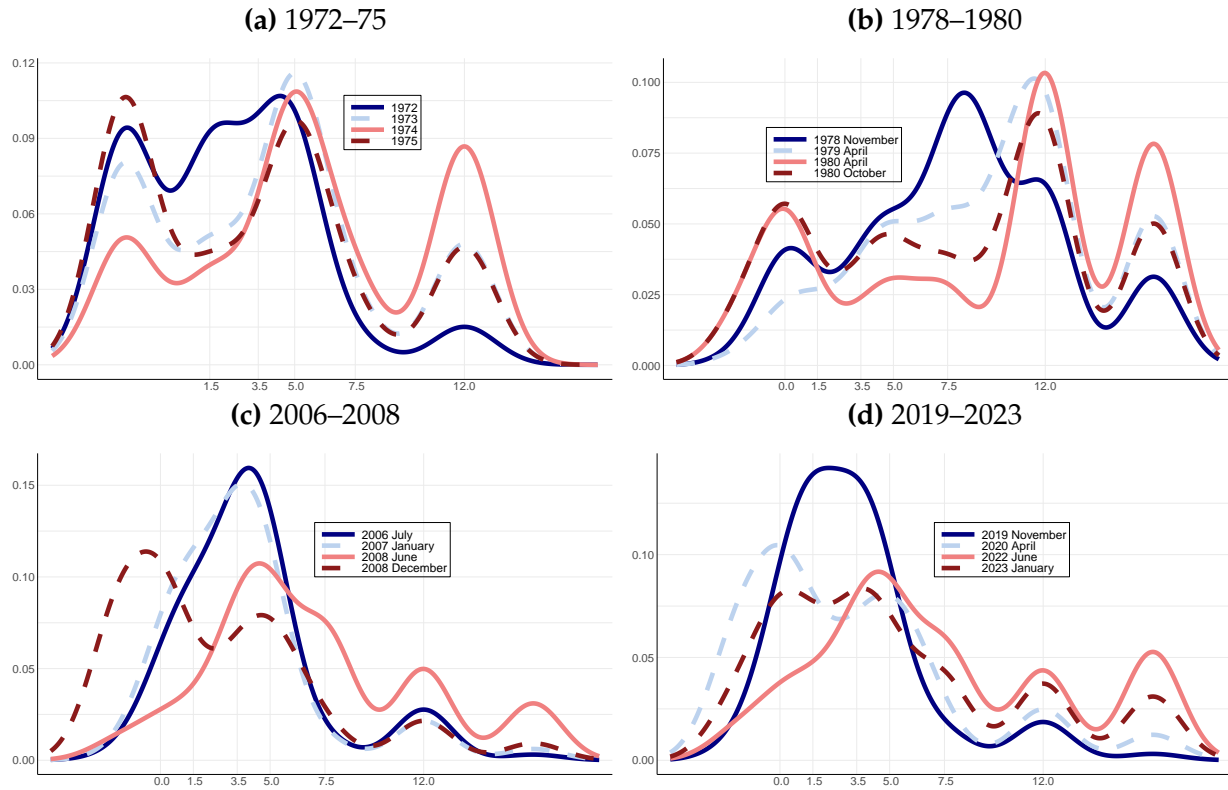 (a) 1972–75
0.12
0.09
0.06
0.03
0.00
1972
1973
1974
1975
1.5 3.5 5.0 7.5 12.0
(b) 1978–1980
0.100
0.075
0.050
0.025
0.000
1978 November
1979 April
1980 April
1980 October
0.0 1.5 3.5 5.0 7.5 12.0
(c) 2006–2008
0.15
0.10
0.05
0.00
2006 July
2007 January
2008 June
2008 December
0.0 1.5 3.5 5.0 7.5 12.0
(d) 2019–2023
0.10
0.05
0.00
2019 November
2020 April
2022 June
2023 January
0.0 1.5 3.5 5.0 7.5 12.0